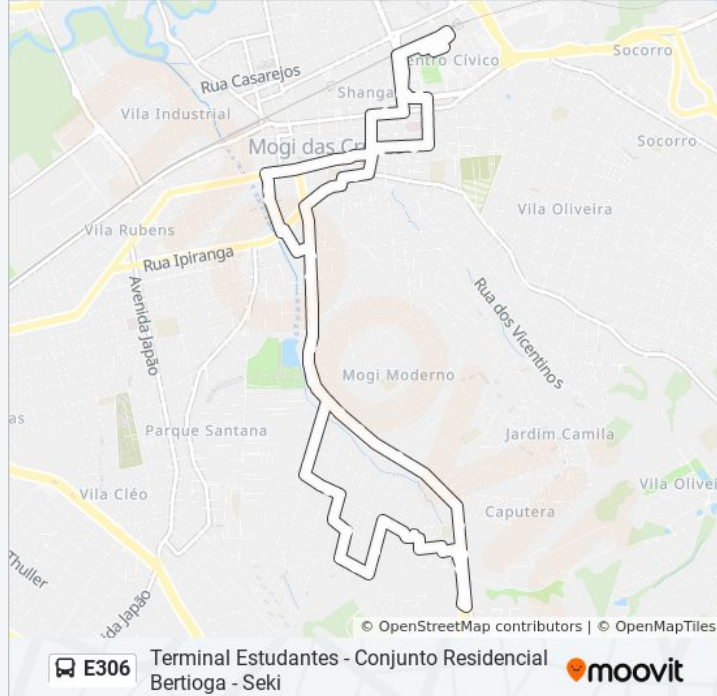 Socorro
entro Cívico
Rua Casarejos
Shanga
Vila Industrial
Socorro
Mogi das Cr
Vila Oliveira
Vila Rubens
Rua Ipiranga
Avenida Japão
Rua dos Vicentinos
Mogi Moderno
as
Parque Santana
Jardim Camila
Vila Cléo
Vila Olivei
Caputera
Thuller
da Japão
© OpenStreetMap contributors | © OpenMapTiles
E306
Terminal Estudantes - Conjunto Residencial
Bertioga - Seki
moovit